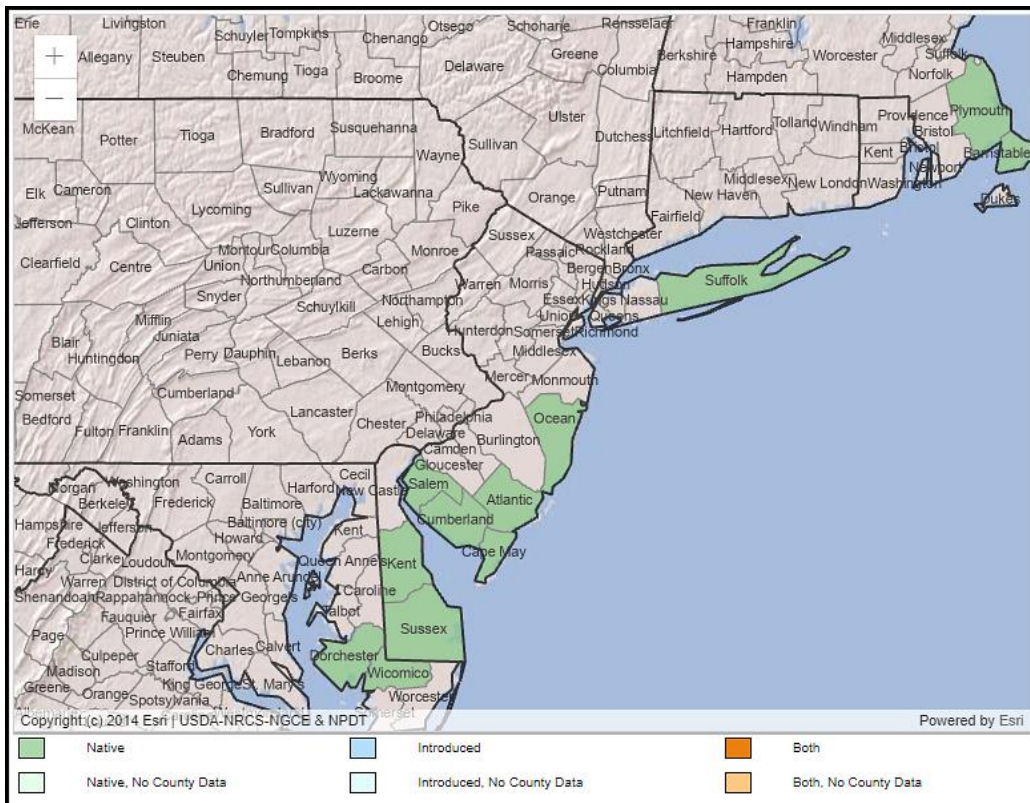 Erie Livingston Schuyler Tompkins Chenango Otsego Schoharie Rensselaer Franklin Middlesex
+ Allegany Steuben Chemung Tioga Broome Delaware Greene Columbia Berkshire Hampshire Worcester Suffolk
− Hampden Norfolk
McKean Potter Tioga Bradford Susquehanna Ulster Dutchess Litchfield Hartford Tolland Windham Providence Plymouth
Wayne Sullivan Bristol
Elk Cameron Sullivan Wyoming Lackawanna Kent Bristol Barnstable
Jefferson Lycoming Pike Orange Putnam New Haven Middlesex New London Washington Newport Dukes
Clinton Luzerne Sussex Westchester Fairfield
Clearfield Centre Montour Columbia Monroe Passaic Rockland
Union Northumberland Carbon Warren Morris Bergen Bronx Suffolk
Snyder Schuylkill Northampton Essex Hudson Kings Nassau
Mifflin Lehigh Hunterdon Union Queens
Blair Juniata Somerset Richmond
Huntingdon Perry Dauphin Lebanon Berks Bucks Middlesex
Somerset Cumberland Montgomery Mercer Monmouth
Bedford Fulton Franklin Adams York Lancaster Chester Philadelphia Ocean
Delaware Burlington
Camden
Morgan Washington Carroll Cecil Gloucester
Berkeley Frederick Baltimore Harford New Castle Salem Atlantic
Hampshire Jefferson Baltimore (city) Cumberland
Frederick Howard Kent
Hardy Clarke Loudoun Montgomery Queen Anne's Kent Cape May
Warren District of Columbia Anne Arundel
Shenandoah Rappahannock Prince George's Caroline
Fauquier Fairfax Talbot
Page Prince William Sussex
Culpeper Charles Calvert Dorchester
Madison Stafford Wicomico
Greene Orange King George St. Mary's Worcester
Spotsylvania Somerset
Copyright:(c) 2014 Esri | USDA-NRCS-NGCE & NPDT Powered by Esri
Native Introduced Both
Native, No County Data Introduced, No County Data Both, No County Data